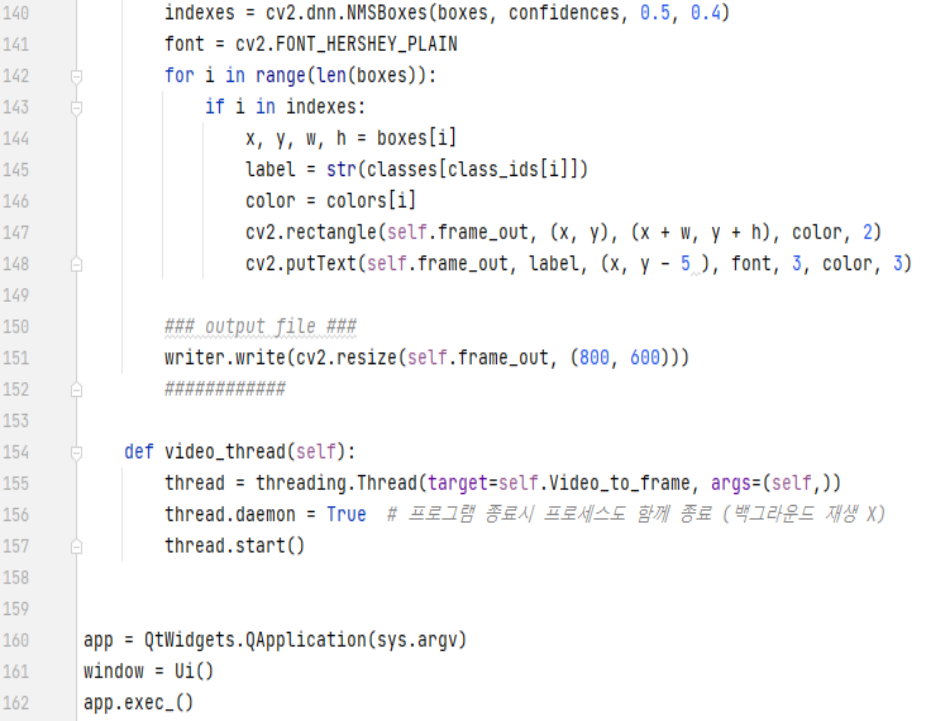 140 indexes = cv2.dnn.NMSBoxes(boxes, confidences, 0.5, 0.4)
141 font = cv2.FONT_HERSHEY_PLAIN
142 for i in range(len(boxes)):
143 if i in indexes:
144 x, y, w, h = boxes[i]
145 label = str(classes[class_ids[i]])
146 color = colors[i]
147 cv2.rectangle(self.frame_out, (x, y), (x + w, y + h), color, 2)
148 cv2.putText(self.frame_out, label, (x, y - 5 ), font, 3, color, 3)
149
150 ### output file ###
151 writer.write(cv2.resize(self.frame_out, (800, 600)))
152 ############
153
154 def video_thread(self):
155 thread = threading.Thread(target=self.Video_to_frame, args=(self,))
156 thread.daemon = True # 프로그램 종료시 프로세스도 함께 종료 (백그라운드 재생 X)
157 thread.start()
158
159
160 app = QtWidgets.QApplication(sys.argv)
161 window = Ui()
162 app.exec_()